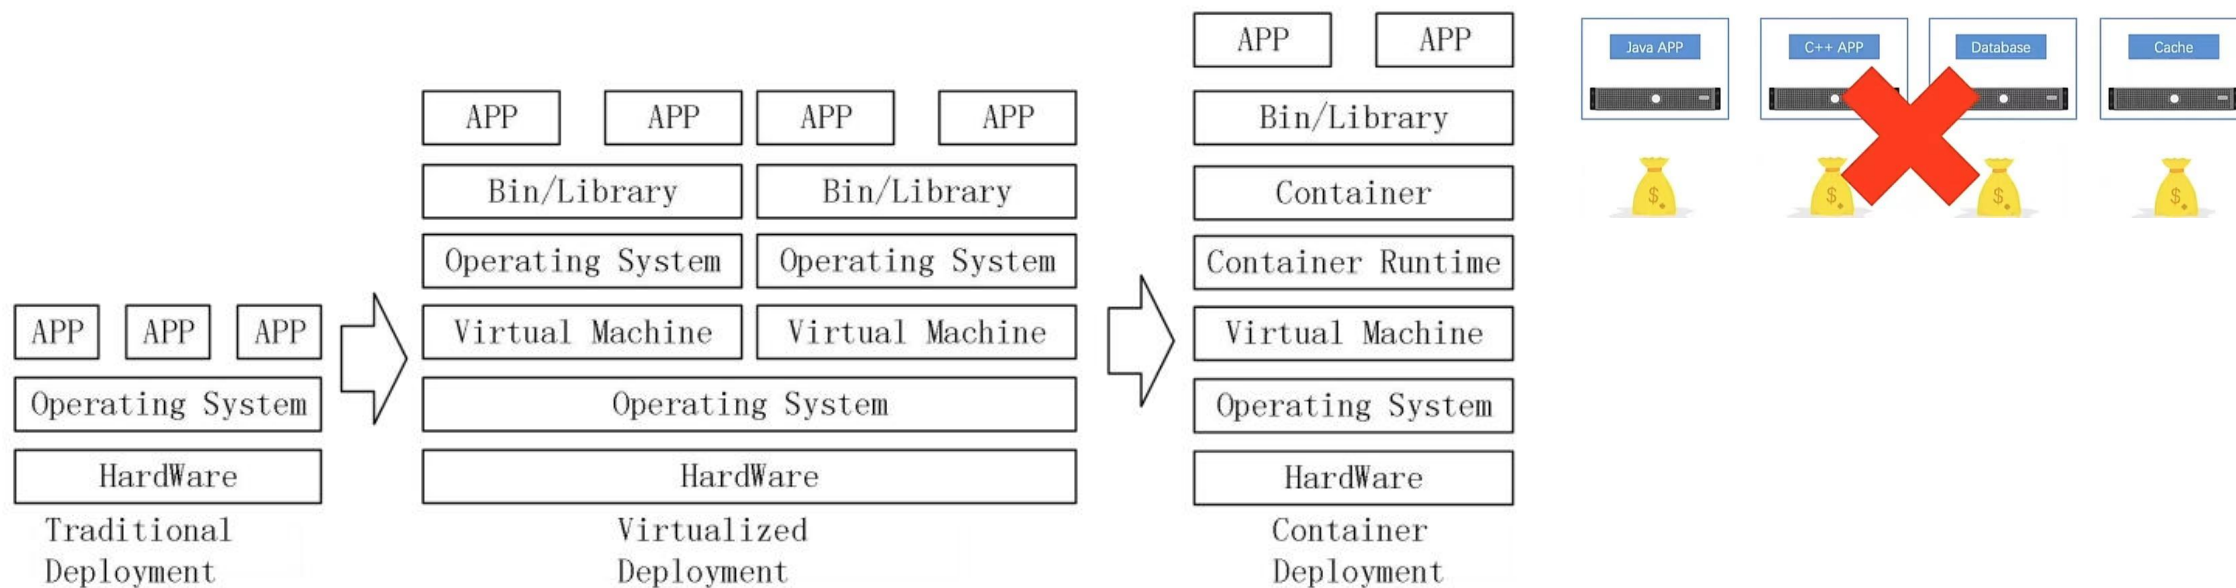 APP APP APP
Operating System
HardWare
Traditional
Deployment
APP APP APP APP
Bin/Library Bin/Library
Operating System Operating System
Virtual Machine Virtual Machine
Operating System
HardWare
Virtualized
Deployment
APP APP
Bin/Library
Container
Container Runtime
Virtual Machine
Operating System
HardWare
Container
Deployment
Java APP C++ APP Database Cache
$ $ $ $